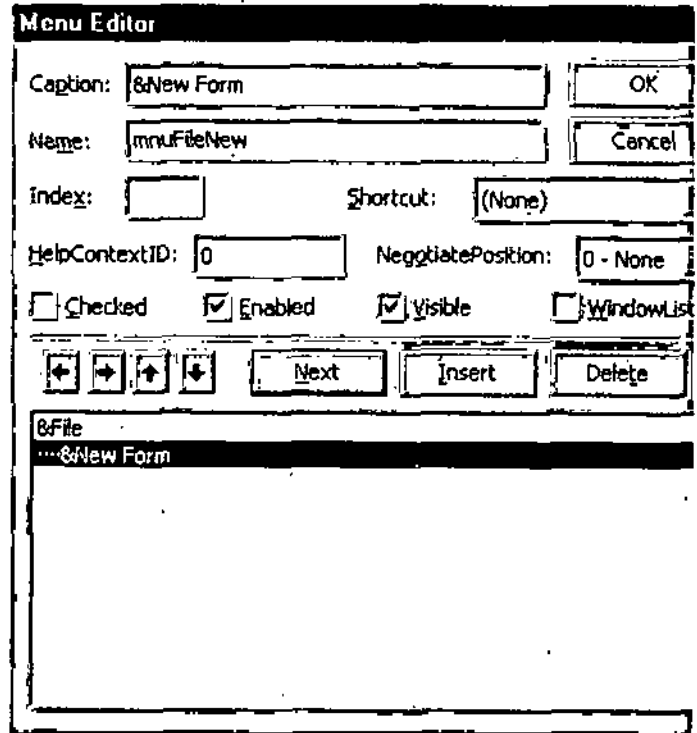 Menu Editor
Caption: &New Form OK
Name: mnuFileNew Cancel
Index: Shortcut: (None)
HelpContextID: 0 NegotiatePosition: 0 - None
Checked Enabled Visible WindowList
Next Insert Delete
&File
····&New Form